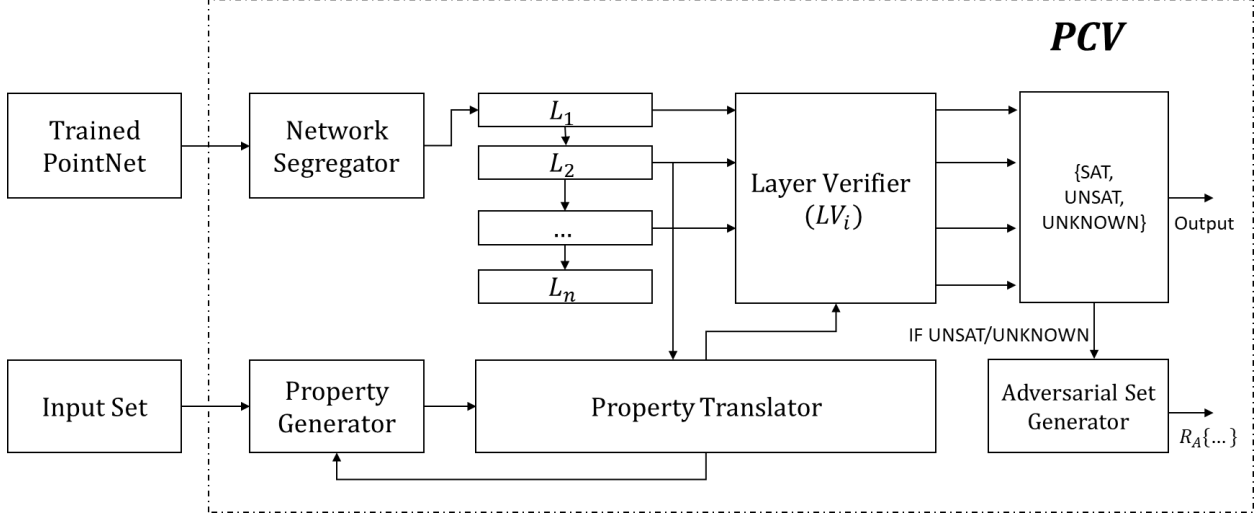 PCV
Trained
PointNet
Network
Segregator
L₁
L₂
...
Lₙ
Layer Verifier
(LVᵢ)
{SAT,
UNSAT,
UNKNOWN}
Output
IF UNSAT/UNKNOWN
Input Set
Property
Generator
Property Translator
Adversarial Set
Generator
R_A{...}